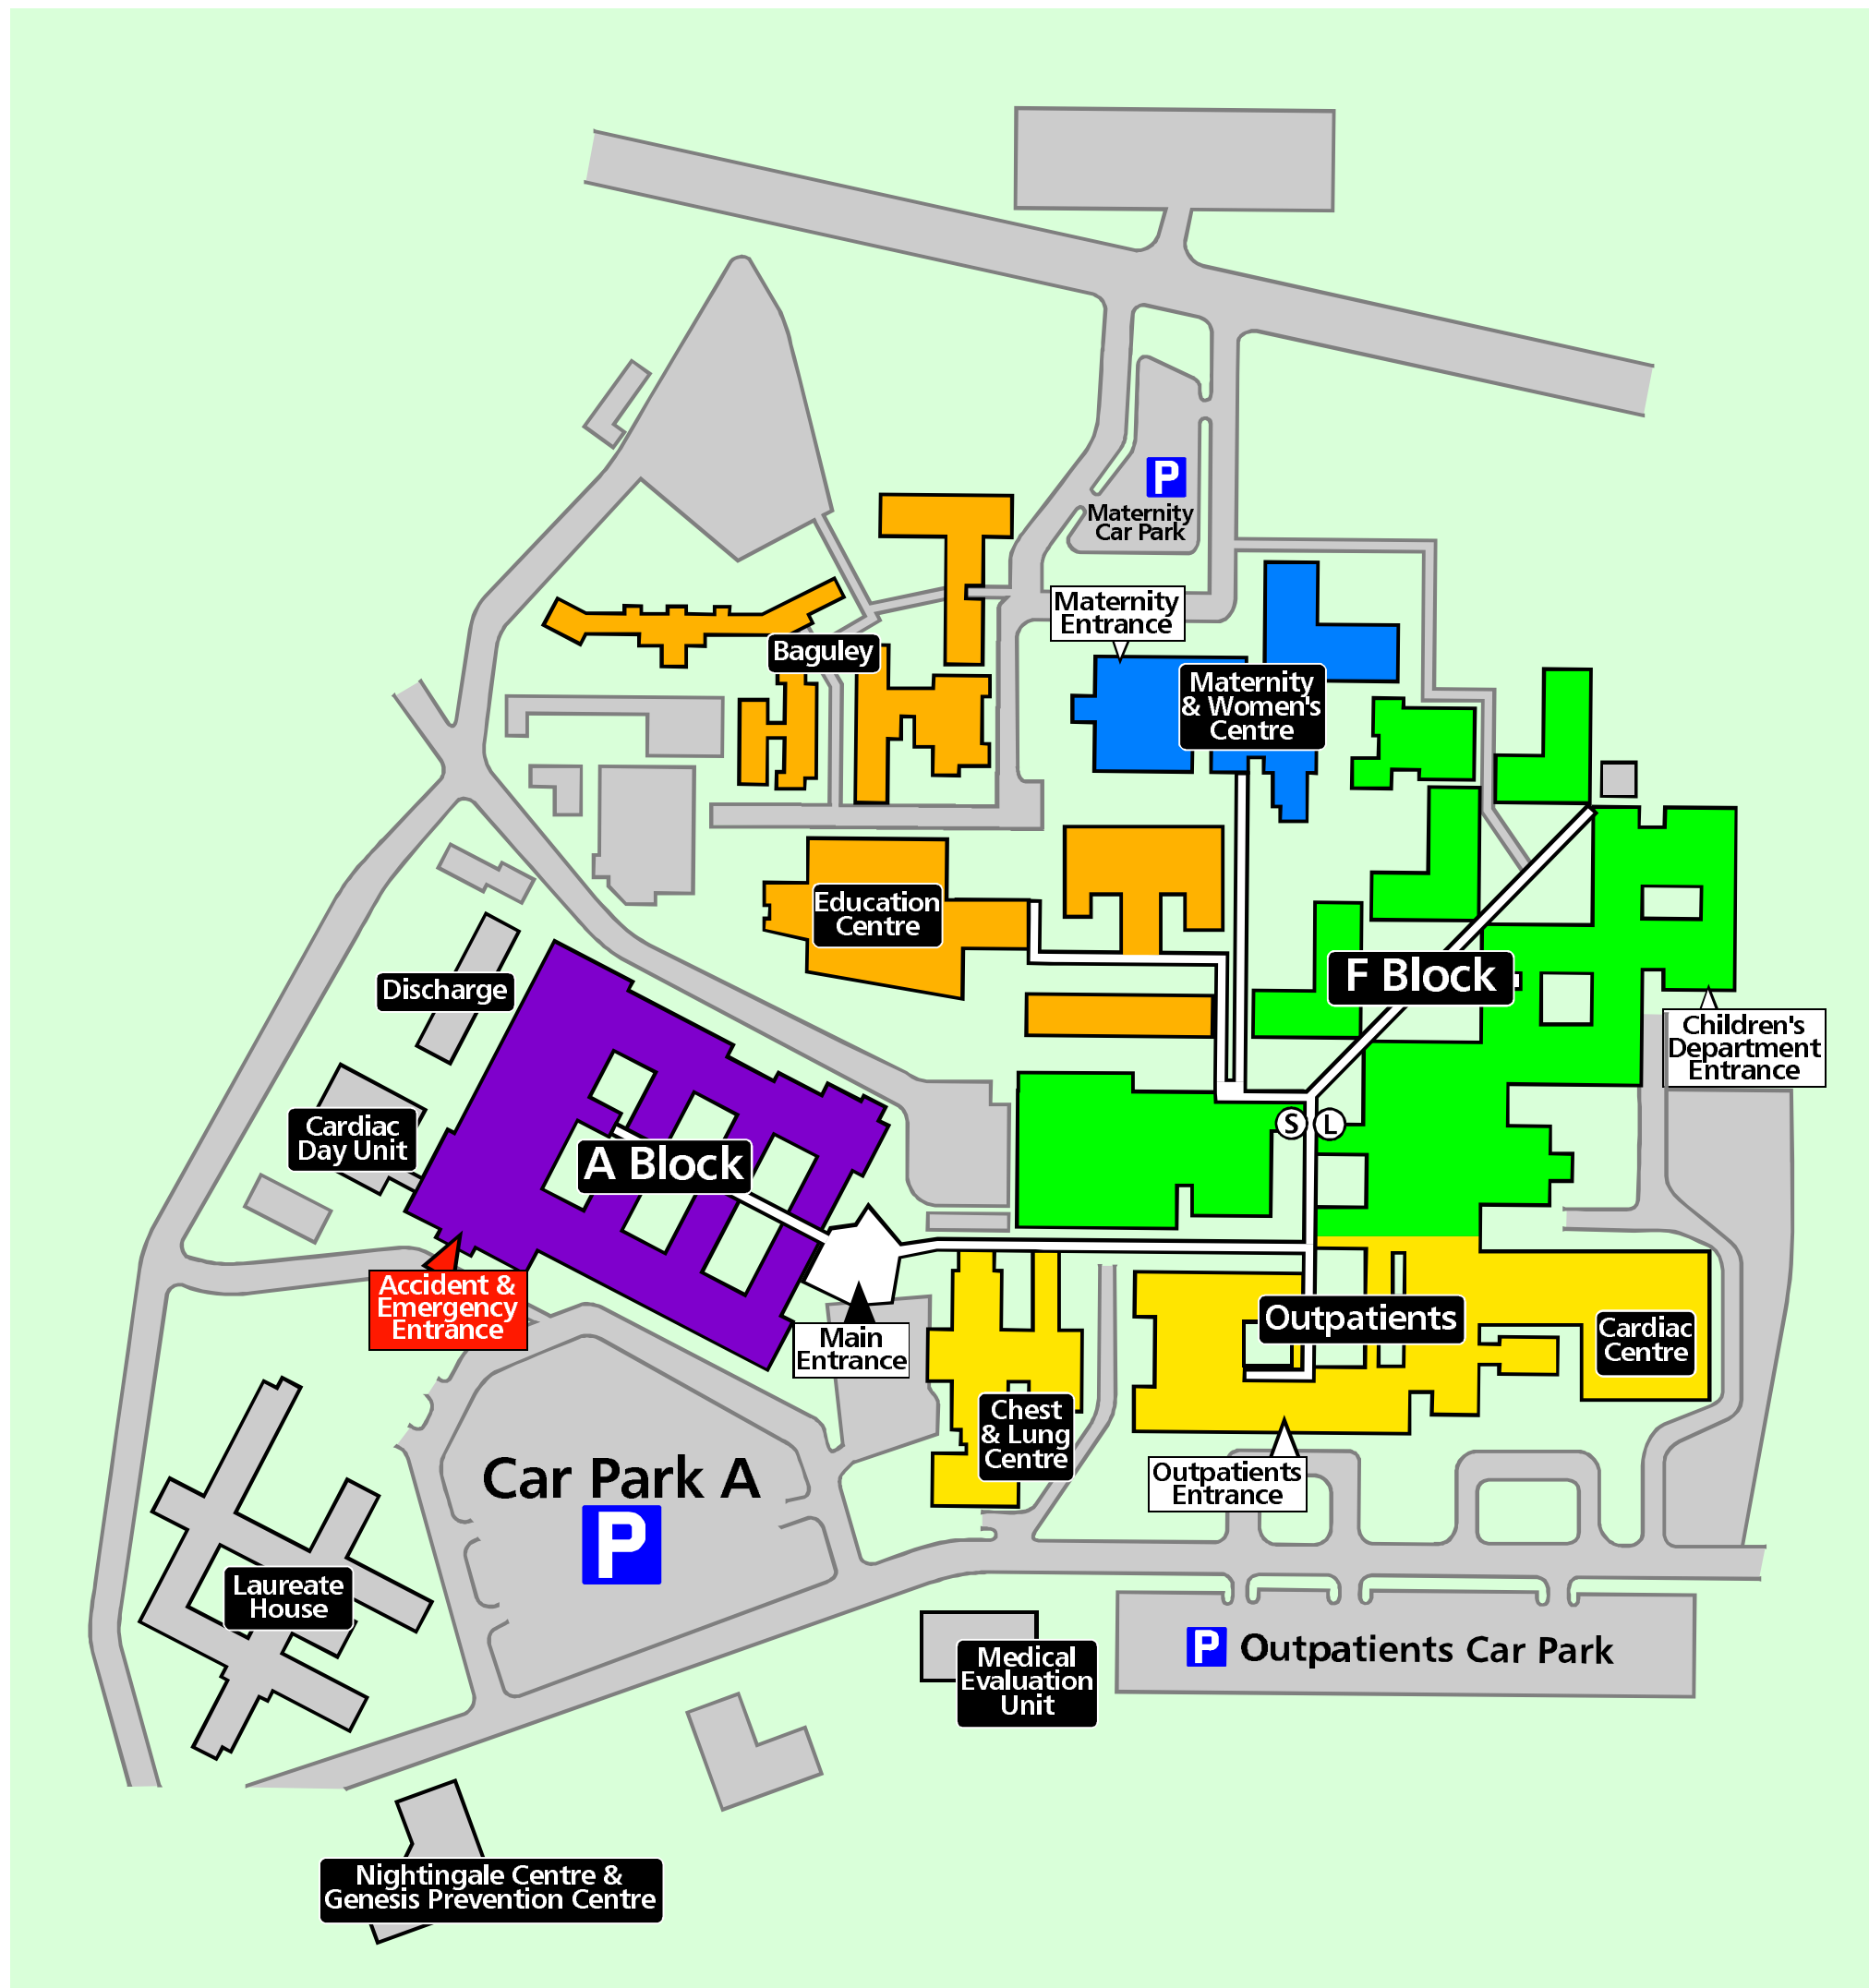 P
Maternity
Car Park
Maternity
Entrance
Baguley
Maternity
& Women's
Centre
Education
Centre
Discharge
F Block
Children's
Department
Entrance
Cardiac
Day Unit
A Block
S
L
Accident &
Emergency
Entrance
Main
Entrance
Outpatients
Cardiac
Centre
Chest
& Lung
Centre
Car Park A
P
Outpatients
Entrance
Laureate
House
Medical
Evaluation
Unit
P Outpatients Car Park
Nightingale Centre &
Genesis Prevention Centre